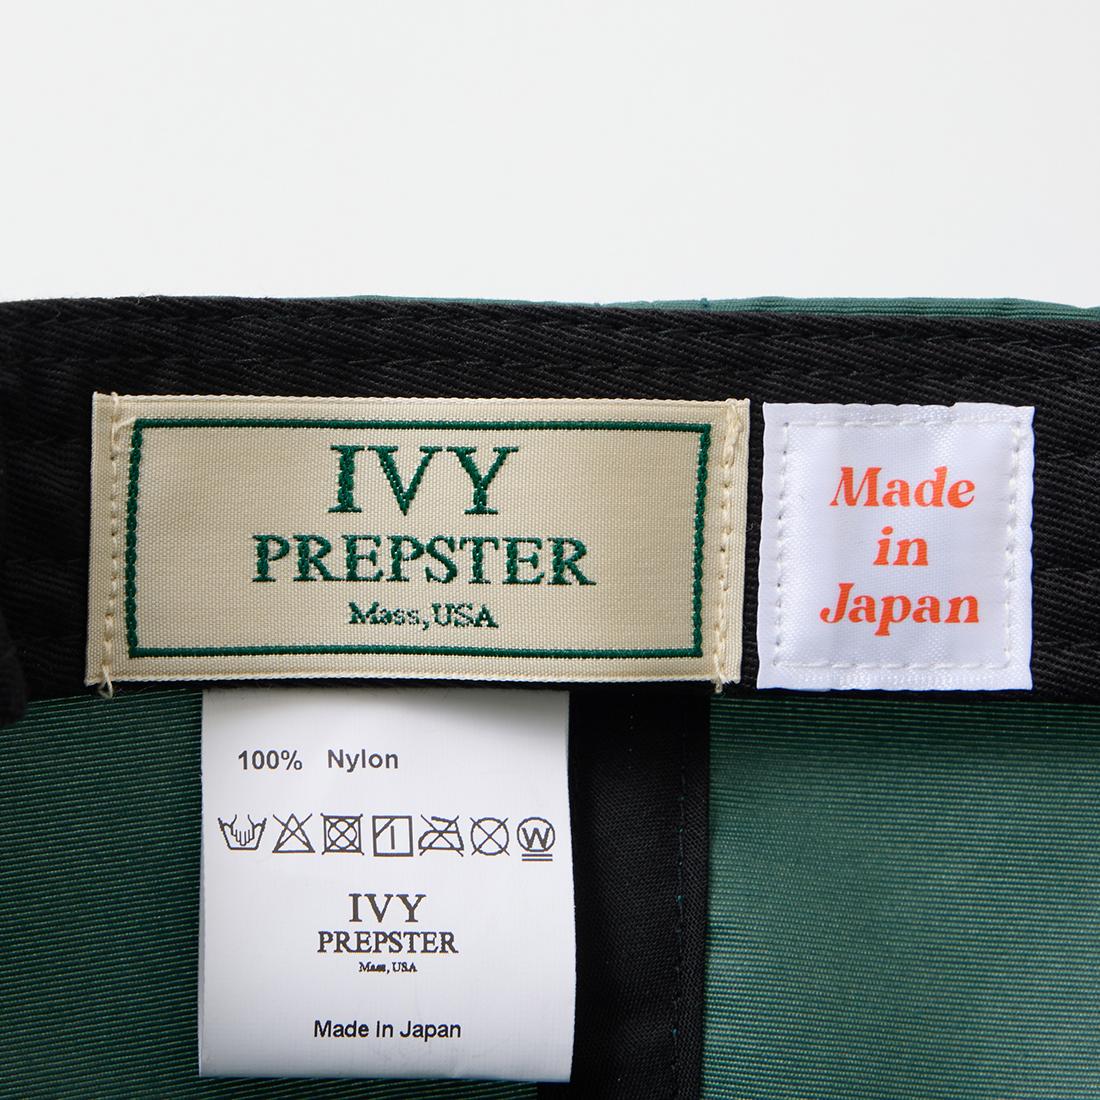 IVY
PREPSTER
Mass,USA
Made
in
Japan
100% Nylon
W
IVY
PREPSTER
Mass, USA
Made In Japan